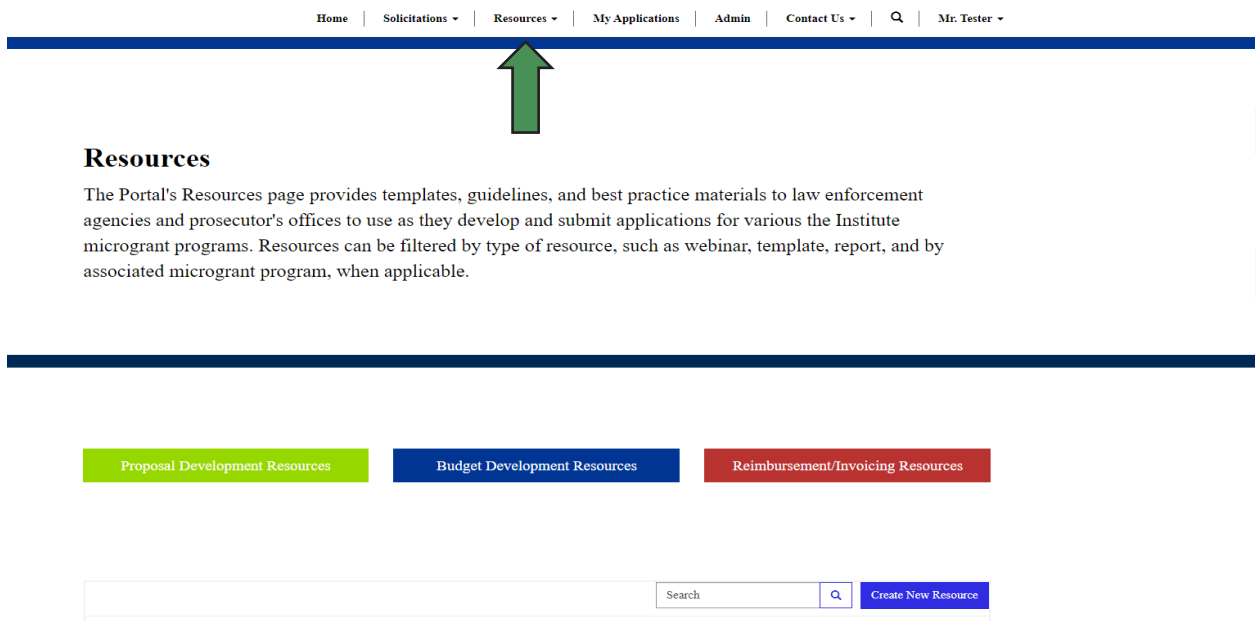 Home Solicitations Resources My Applications Admin Contact Us Mr. Tester
Resources
The Portal's Resources page provides templates, guidelines, and best practice materials to law enforcement
agencies and prosecutor's offices to use as they develop and submit applications for various the Institute
microgrant programs. Resources can be filtered by type of resource, such as webinar, template, report, and by
associated microgrant program, when applicable.
Proposal Development Resources Budget Development Resources Reimbursement/Invoicing Resources
Search Create New Resource